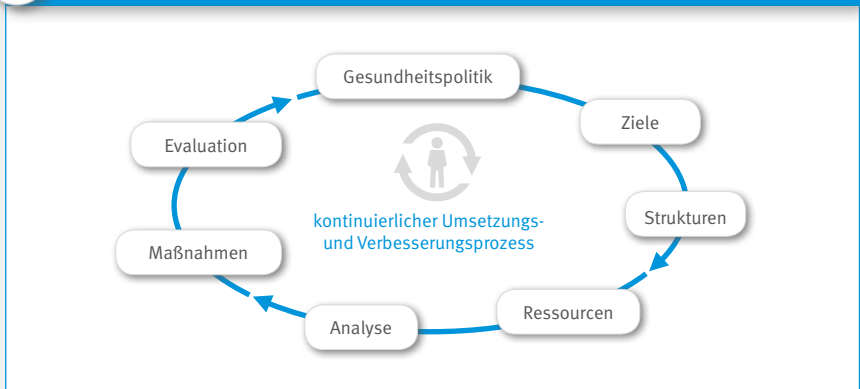 Gesundheitspolitik
Ziele
Strukturen
Ressourcen
Analyse
Maßnahmen
Evaluation
kontinuierlicher Umsetzungs-
und Verbesserungsprozess